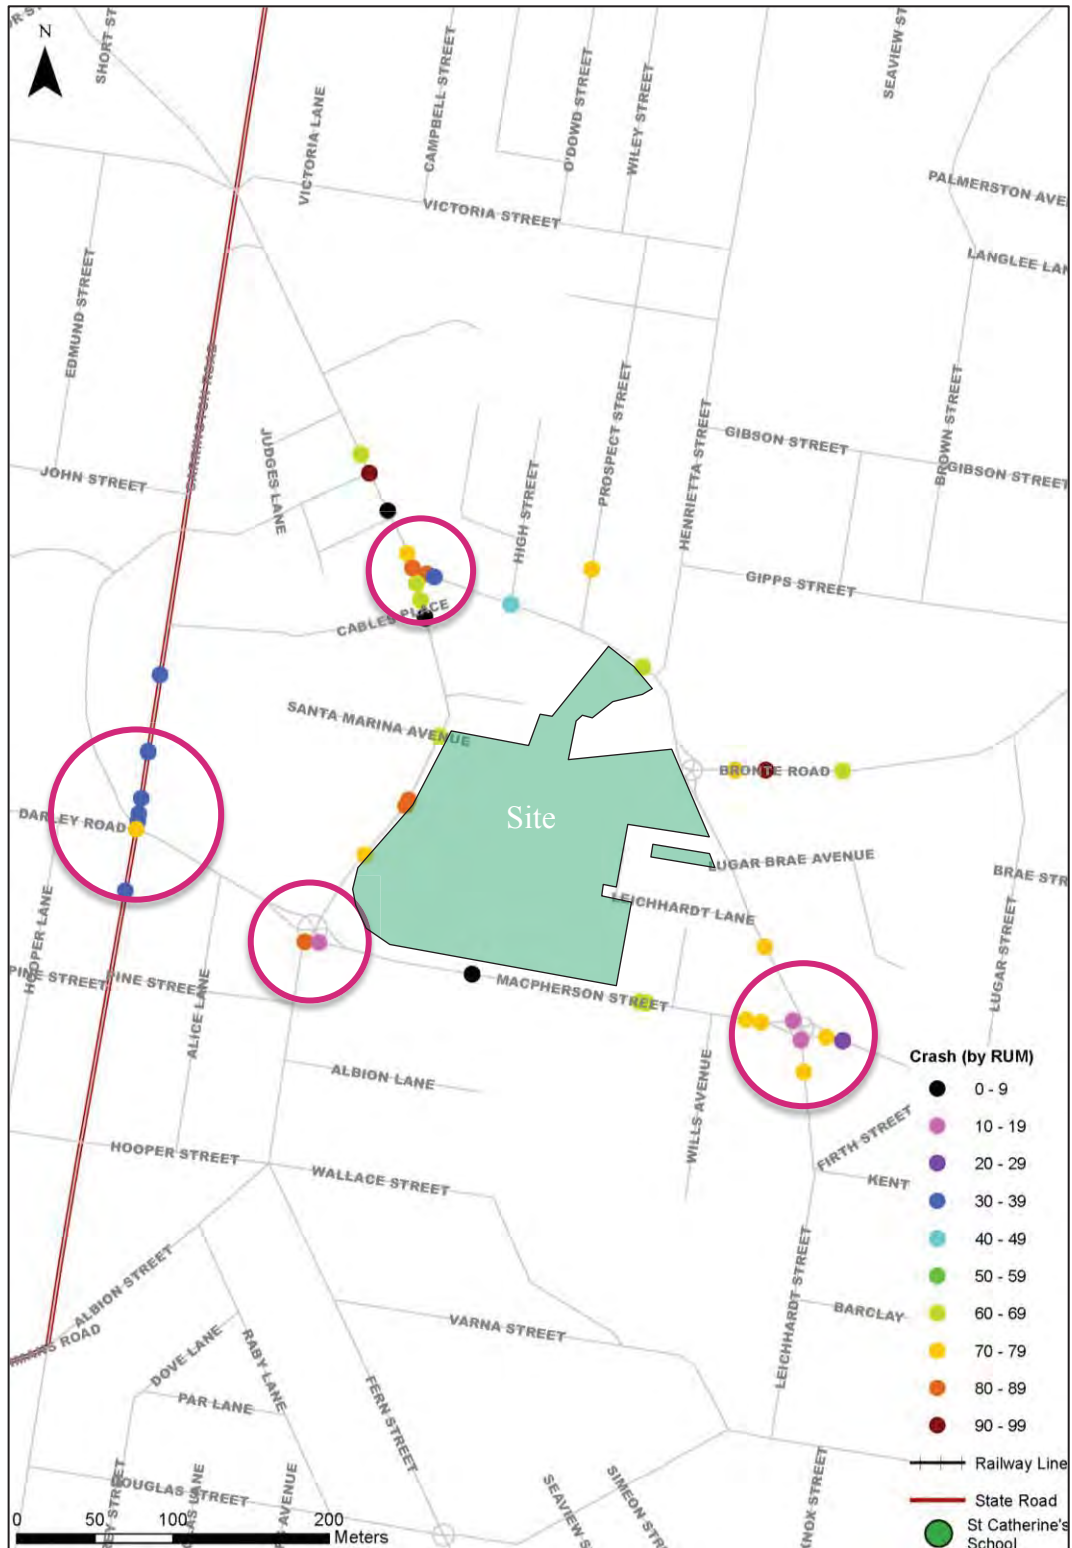 N
SHORT ST
VICTORIA LANE
CAMPBELL STREET
O'DOWD STREET
WILEY STREET
SEAVIEW ST
PALMERSTON AVE
VICTORIA STREET
LANGLEE LAN
EDMUND STREET
CARRINGTON ROAD
JOHN STREET
JUDGES LANE
HIGH STREET
PROSPECT STREET
HENRIETTA STREET
GIBSON STREET
BROWN STREET
GIBSON STREET
GIPPS STREET
CABLES PLACE
SANTA MARINA AVENUE
BRONTE ROAD
DARLEY ROAD
Site
LUGAR BRAE AVENUE
BRAE STR
LEICHHARDT LANE
HOOPER LANE
LUGAR STREET
PINE STREET
PINE STREET
ALICE LANE
MACPHERSON STREET
ALBION LANE
WILLS AVENUE
FIRTH STREET
KENT
HOOPER STREET
WALLACE STREET
ALBION STREET
LEICHHARDT STREET
BARCLAY
VARNA STREET
DOVE LANE
RABY LANE
PAR LANE
FERN STREET
DOUGLAS STREET
SEAVIEW S
SIMEON STR
KNOX STREET
Crash (by RUM)
0 - 9
10 - 19
20 - 29
30 - 39
40 - 49
50 - 59
60 - 69
70 - 79
80 - 89
90 - 99
Railway Line
State Road
St Catherine's
School
0 50 100 200
Meters